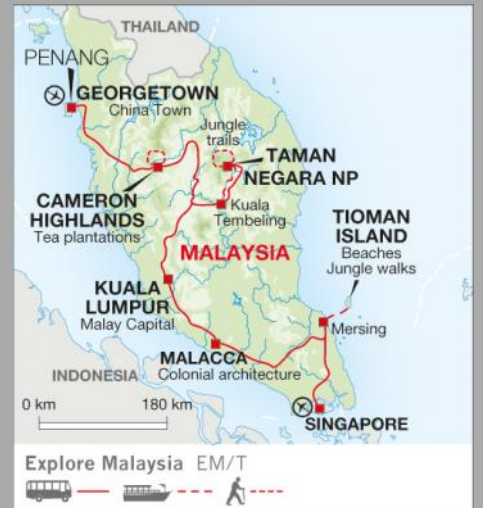 THAILAND
PENANG
GEORGETOWN
China Town
Jungle
trails
TAMAN
NEGARA NP
CAMERON
HIGHLANDS
Tea plantations
Kuala
Tembeling
TIOMAN
ISLAND
Beaches
Jungle walks
MALAYSIA
KUALA
LUMPUR
Malay Capital
Mersing
MALACCA
Colonial architecture
INDONESIA
0 km 180 km
SINGAPORE
Explore Malaysia EM/T